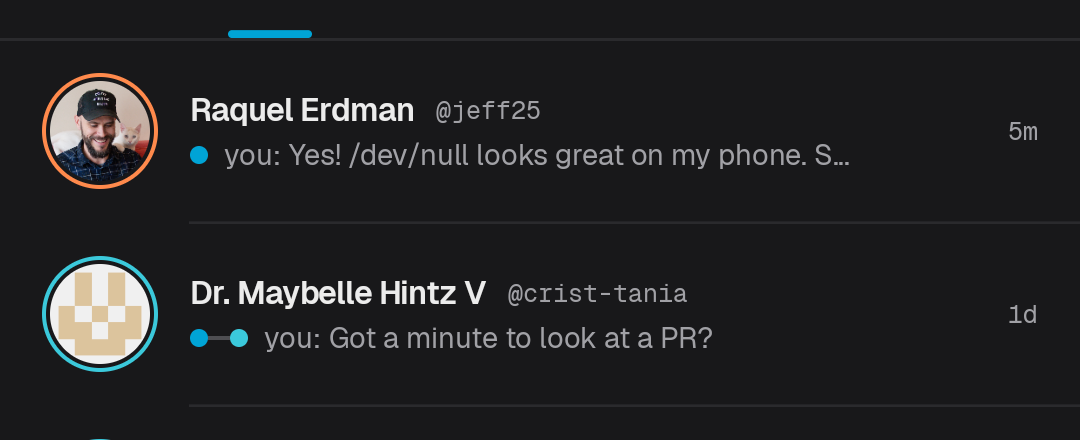 Raquel Erdman @jeff25
5m
you: Yes! /dev/null looks great on my phone. S…
Dr. Maybelle Hintz V @crist-tania
1d
you: Got a minute to look at a PR?